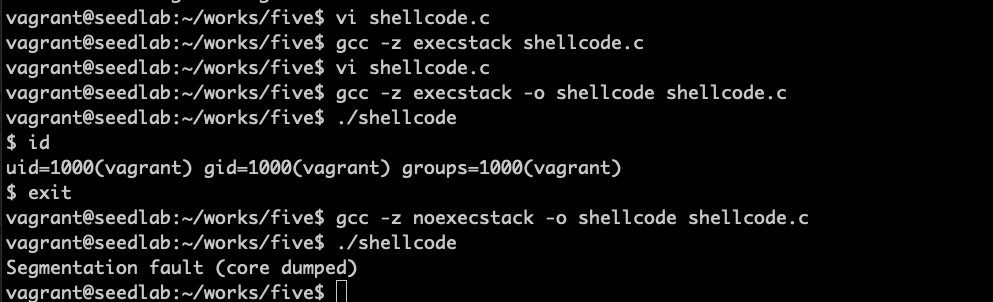 vagrant@seedlab:~/works/five$ vi shellcode.c
vagrant@seedlab:~/works/five$ gcc -z execstack shellcode.c
vagrant@seedlab:~/works/five$ vi shellcode.c
vagrant@seedlab:~/works/five$ gcc -z execstack -o shellcode shellcode.c
vagrant@seedlab:~/works/five$ ./shellcode
$ id
uid=1000(vagrant) gid=1000(vagrant) groups=1000(vagrant)
$ exit
vagrant@seedlab:~/works/five$ gcc -z noexecstack -o shellcode shellcode.c
vagrant@seedlab:~/works/five$ ./shellcode
Segmentation fault (core dumped)
vagrant@seedlab:~/works/five$